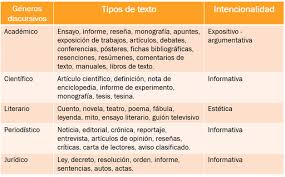 Géneros discursivos
Tipos de texto
Intencionalidad
Académico
Ensayo, informe, reseña, monografía, apuntes,
exposición de trabajos, artículos, debates,
conferencias, pósteres, fichas bibliográficas,
resenciones, resúmenes, comentarios de
texto, manuales, libros de texto.
Expositivo -
argumentativa
Científico
Artículo científico, definición, nota de
enciclopedia, informe de experimento,
monografía, tesis, tesina.
Informativa
Literario
Cuento, novela, teatro, poema, fábula,
leyenda, mito, ensayo literario, guión televisivo
Estética
Periodístico
Noticia, editorial, crónica, reportaje,
entrevista, artículos de opinión, reseñas,
críticas, carta de lectores, aviso clasificado.
Informativa
Jurídico
Ley, decreto, resolución, orden, informe,
sentencias, autos, actas.
Informativa